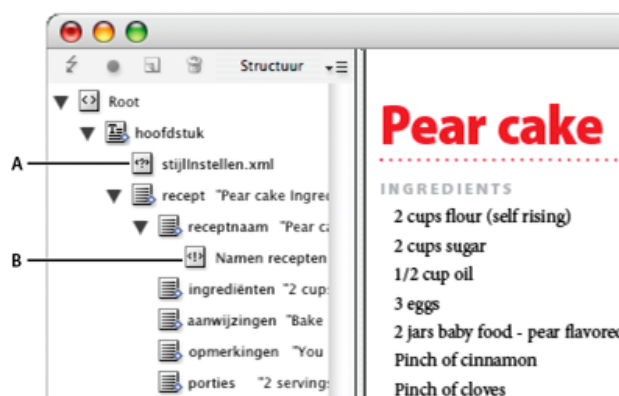 Structuur
Root
hoofdstuk
A
stijlInstellen.xml
recept "Pear cake Ingre
receptnaam "Pear ca
B
Namen recepten
ingrediënten "2 cup
aanwijzingen "Bake
opmerkingen "You
porties "2 serving
Pear cake
INGREDIENTS
2 cups flour (self rising)
2 cups sugar
1/2 cup oil
3 eggs
2 jars baby food - pear flavored
Pinch of cinnamon
Pinch of cloves